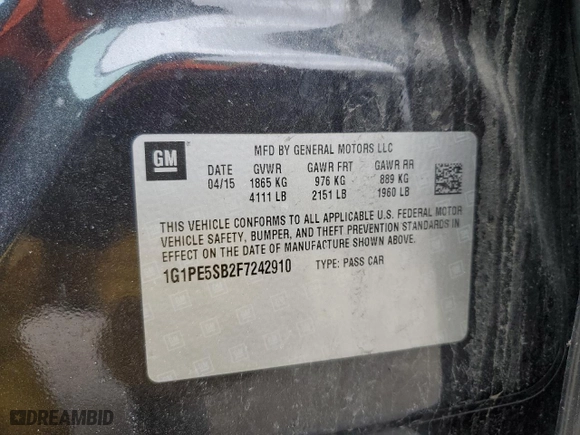 GM
MFD BY GENERAL MOTORS LLC
DATE GVWR GAWR FRT GAWR RR
04/15 1865 KG 976 KG 889 KG
4111 LB 2151 LB 1960 LB
THIS VEHICLE CONFORMS TO ALL APPLICABLE U.S. FEDERAL MOTOR
VEHICLE SAFETY, BUMPER, AND THEFT PREVENTION STANDARDS IN
EFFECT ON THE DATE OF MANUFACTURE SHOWN ABOVE.
1G1PE5SB2F7242910 TYPE: PASS CAR
DREAMBID